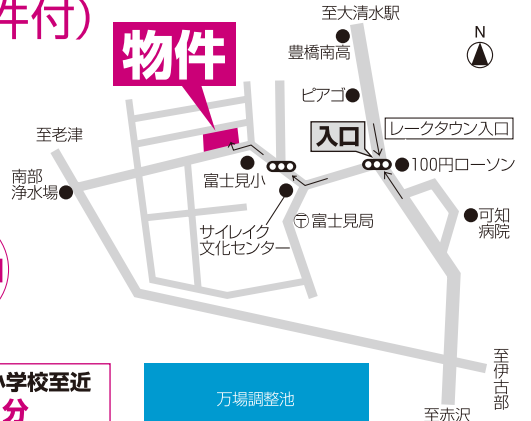 件付)
至大清水駅
N
豊橋南高
物件
ピアゴ
至老津
入口
レークタウン入口
100円ローソン
富士見小
南部
浄水場
〒富士見局
可知
病院
サイレイク
文化センター
至伊古部
小学校至近
分
万場調整池
至赤沢